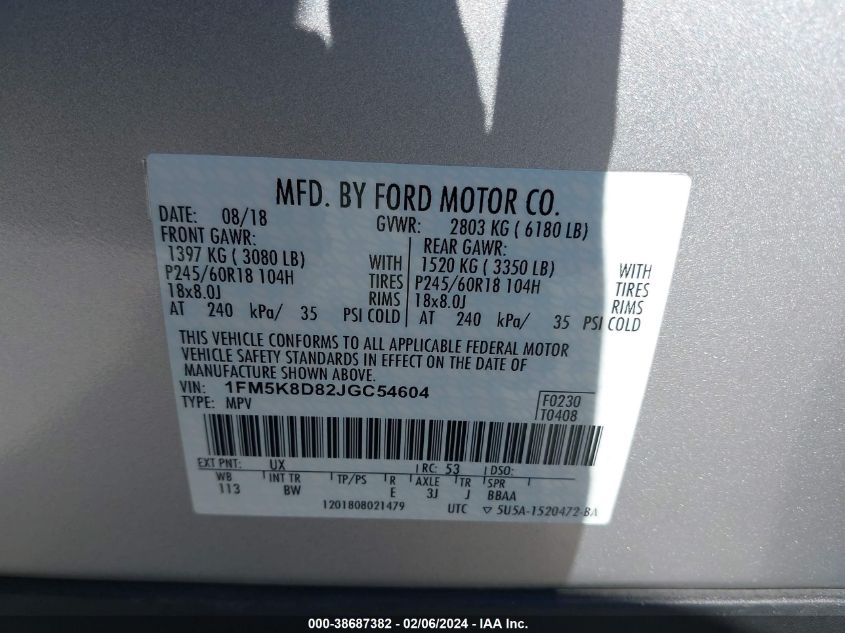 MFD. BY FORD MOTOR CO.
DATE: 08/18 GVWR: 2803 KG ( 6180 LB)
FRONT GAWR: REAR GAWR:
1397 KG ( 3080 LB) WITH 1520 KG ( 3350 LB) WITH
P245/60R18 104H TIRES P245/60R18 104H TIRES
18x8.0J RIMS 18x8.0J RIMS
AT 240 kPa/ 35 PSI COLD AT 240 kPa/ 35 PSI COLD
THIS VEHICLE CONFORMS TO ALL APPLICABLE FEDERAL MOTOR
VEHICLE SAFETY STANDARDS IN EFFECT ON THE DATE OF
MANUFACTURE SHOWN ABOVE.
VIN: 1FM5K8D82JGC54604 F0230
TYPE: MPV T0408
EXT PNT: UX RC: 53 DSO:
WB INT TR TP/PS R AXLE TR SPR
113 BW E 3J J BBAA
1201808021479 UTC ▽ 5U5A-1520472-BA
000-38687382 - 02/06/2024 - IAA Inc.